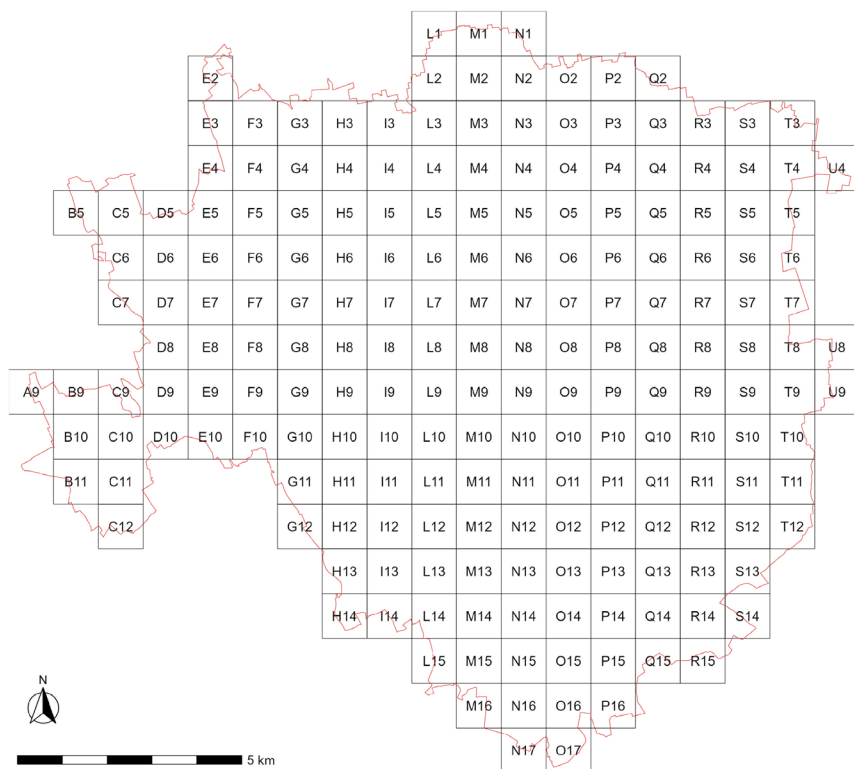 L1 M1 N1
E2 L2 M2 N2 O2 P2 Q2
E3 F3 G3 H3 I3 L3 M3 N3 O3 P3 Q3 R3 S3 T3
E4 F4 G4 H4 I4 L4 M4 N4 O4 P4 Q4 R4 S4 T4 U4
B5 C5 D5 E5 F5 G5 H5 I5 L5 M5 N5 O5 P5 Q5 R5 S5 T5
C6 D6 E6 F6 G6 H6 I6 L6 M6 N6 O6 P6 Q6 R6 S6 T6
C7 D7 E7 F7 G7 H7 I7 L7 M7 N7 O7 P7 Q7 R7 S7 T7
D8 E8 F8 G8 H8 I8 L8 M8 N8 O8 P8 Q8 R8 S8 T8 U8
A9 B9 C9 D9 E9 F9 G9 H9 I9 L9 M9 N9 O9 P9 Q9 R9 S9 T9 U9
B10 C10 D10 E10 F10 G10 H10 I10 L10 M10 N10 O10 P10 Q10 R10 S10 T10
B11 C11 G11 H11 I11 L11 M11 N11 O11 P11 Q11 R11 S11 T11
C12 G12 H12 I12 L12 M12 N12 O12 P12 Q12 R12 S12 T12
H13 I13 L13 M13 N13 O13 P13 Q13 R13 S13
H14 I14 L14 M14 N14 O14 P14 Q14 R14 S14
L15 M15 N15 O15 P15 Q15 R15
N
M16 N16 O16 P16
N17 O17
5 km